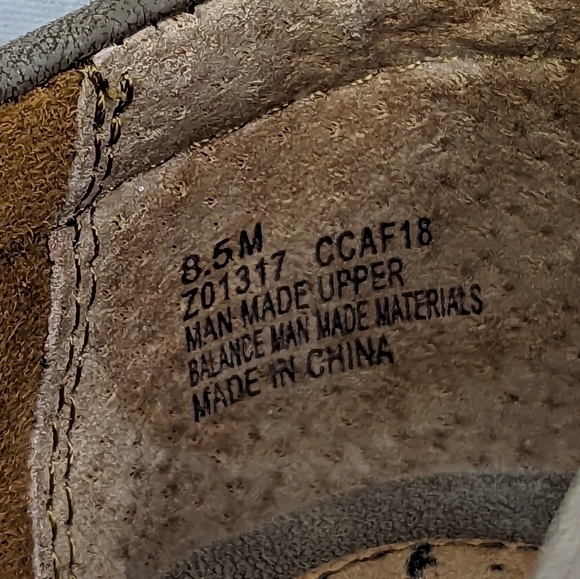 8.5M
Z01317 CCAF18
MAN MADE UPPER
BALANCE MAN MADE MATERIALS
MADE IN CHINA